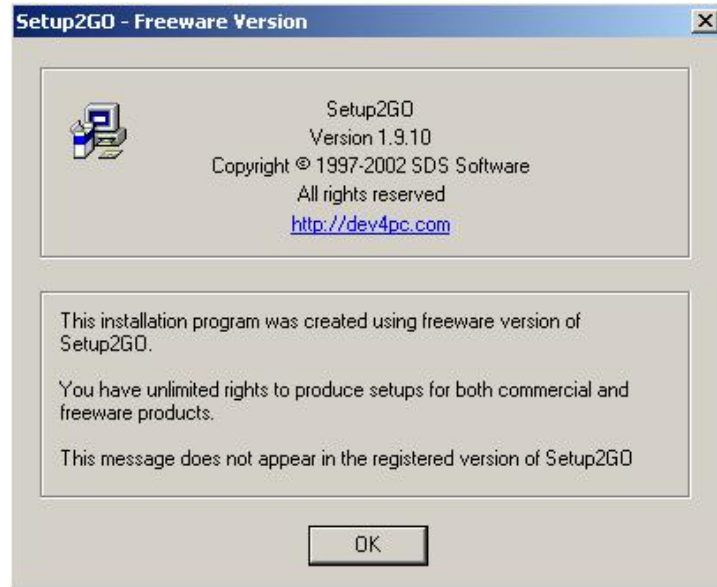 Setup2GO - Freeware Version
Setup2GO
Version 1.9.10
Copyright © 1997-2002 SDS Software
All rights reserved
http://dev4pc.com
This installation program was created using freeware version of
Setup2GO.
You have unlimited rights to produce setups for both commercial and
freeware products.
This message does not appear in the registered version of Setup2GO
OK